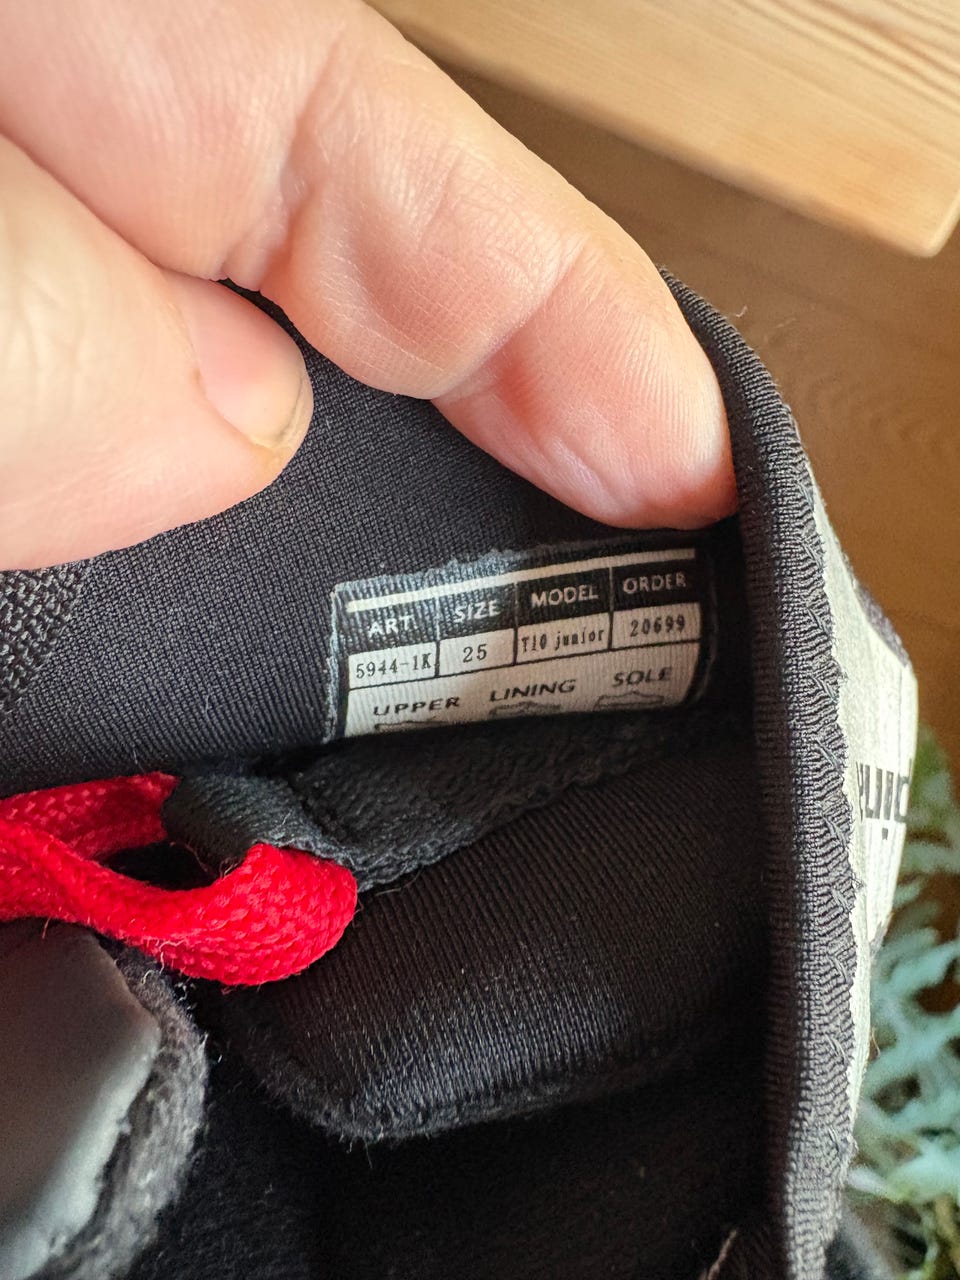 ART SIZE MODEL ORDER
5944-1K 25 T10 junior 20699
UPPER LINING SOLE